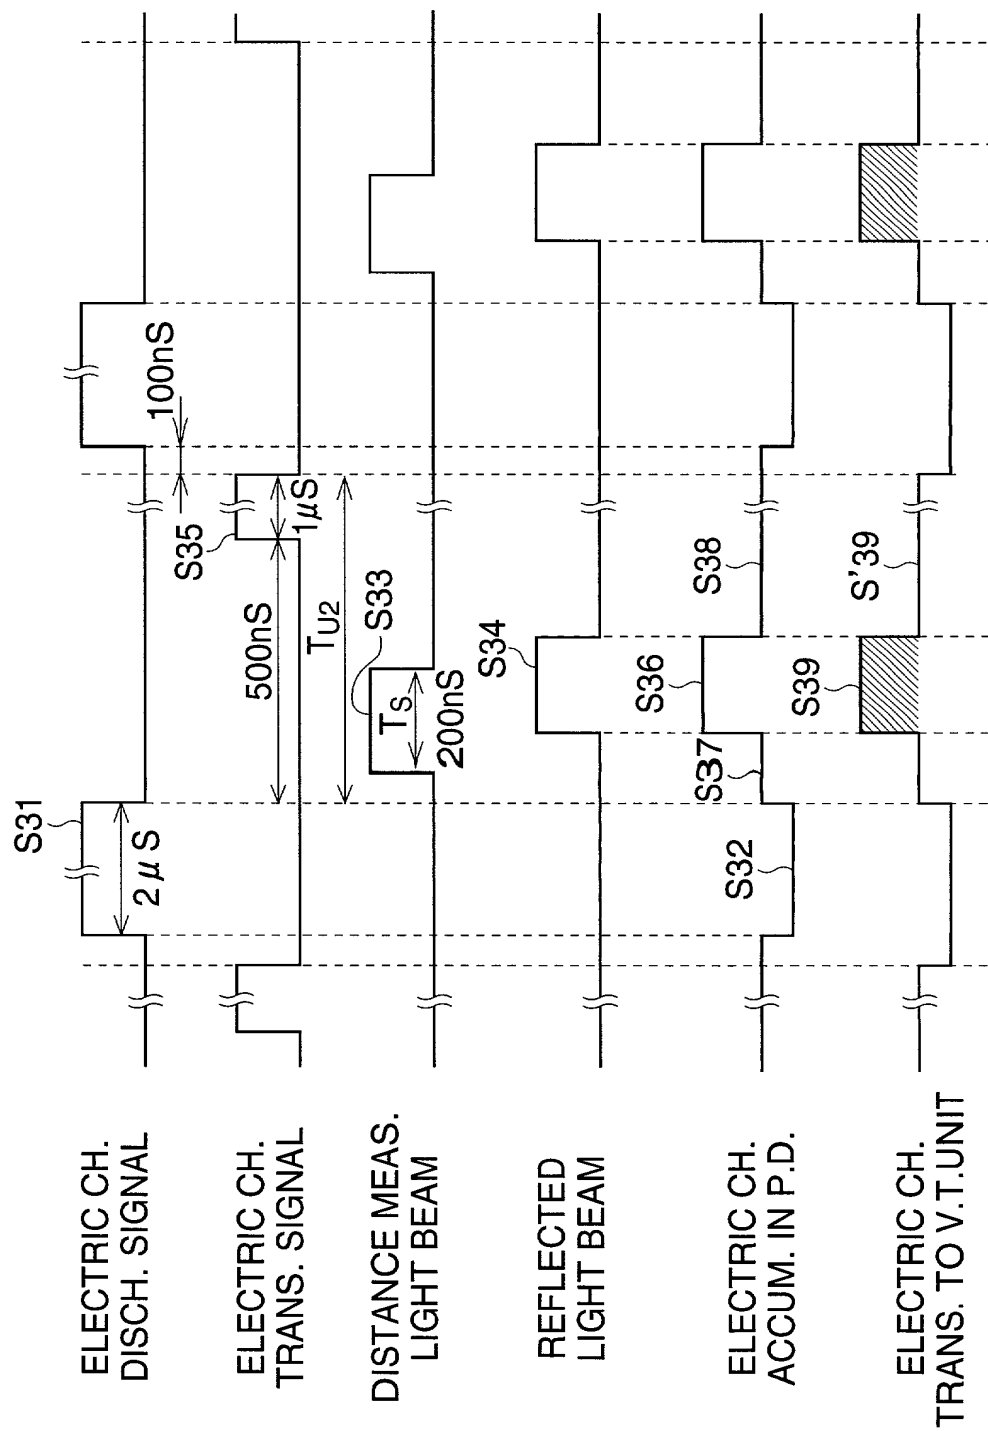 ELECTRIC CH.
DISCH. SIGNAL
S31
2μS
100nS
ELECTRIC CH.
TRANS. SIGNAL
500nS
S35
1μS
TU2
DISTANCE MEAS.
LIGHT BEAM
S33
TS
200nS
REFLECTED
LIGHT BEAM
S34
ELECTRIC CH.
ACCUM. IN P.D.
S32
S37
S36
S38
ELECTRIC CH.
TRANS. TO V.T.UNIT
S39
S'39